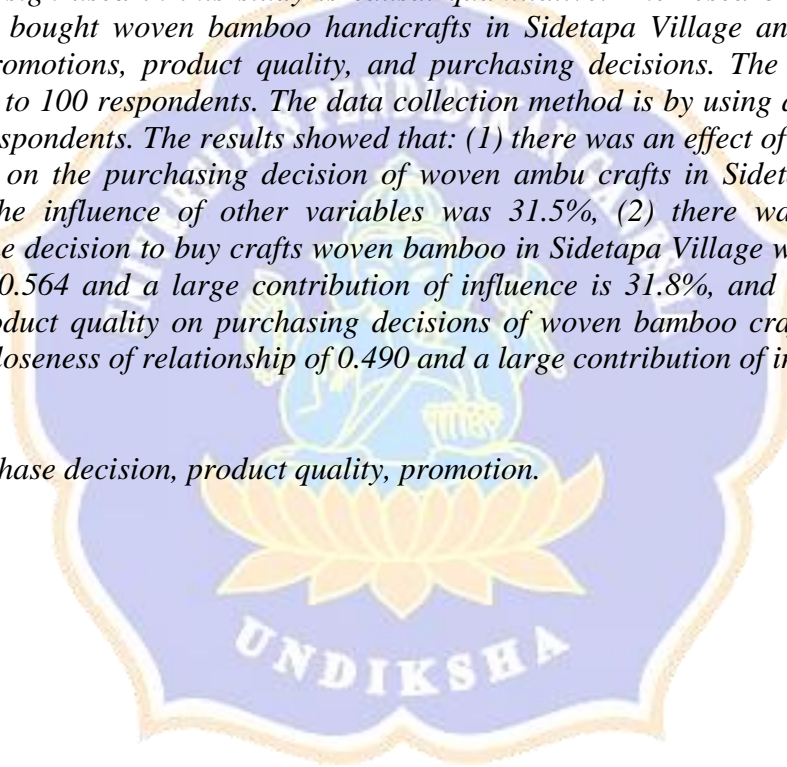 bought woven bamboo handicrafts in Sidetapa Village an
romotions, product quality, and purchasing decisions. The
to 100 respondents. The data collection method is by using
spondents. The results showed that: (1) there was an effect of
on the purchasing decision of woven ambu crafts in Sidet
he influence of other variables was 31.5%, (2) there wa
e decision to buy crafts woven bamboo in Sidetapa Village w
0.564 and a large contribution of influence is 31.8%, and
oduct quality on purchasing decisions of woven bamboo cra
loseness of relationship of 0.490 and a large contribution of i
hase decision, product quality, promotion.
UNDIKSHA